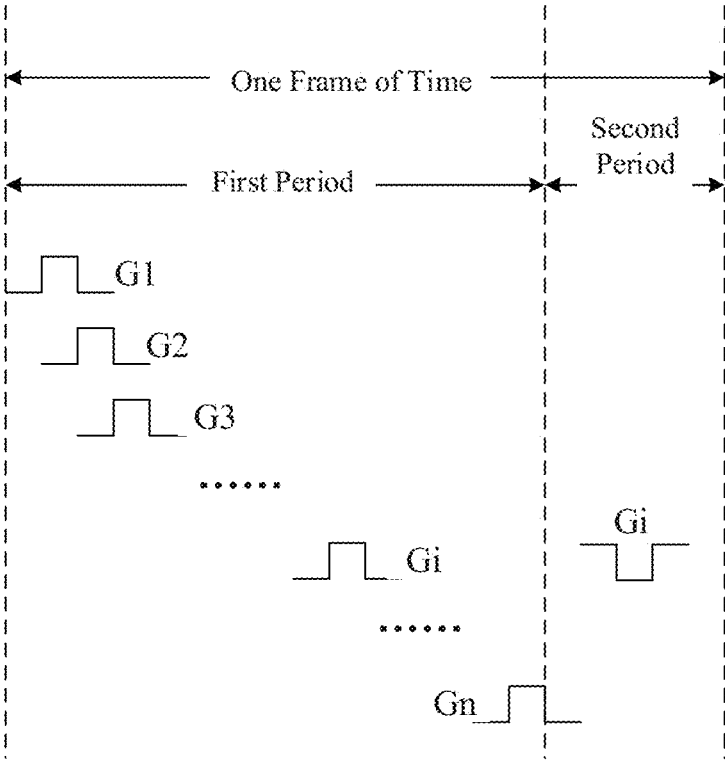 One Frame of Time
Second
Period
First Period
G1
G2
G3
......
Gi
Gi
......
Gn